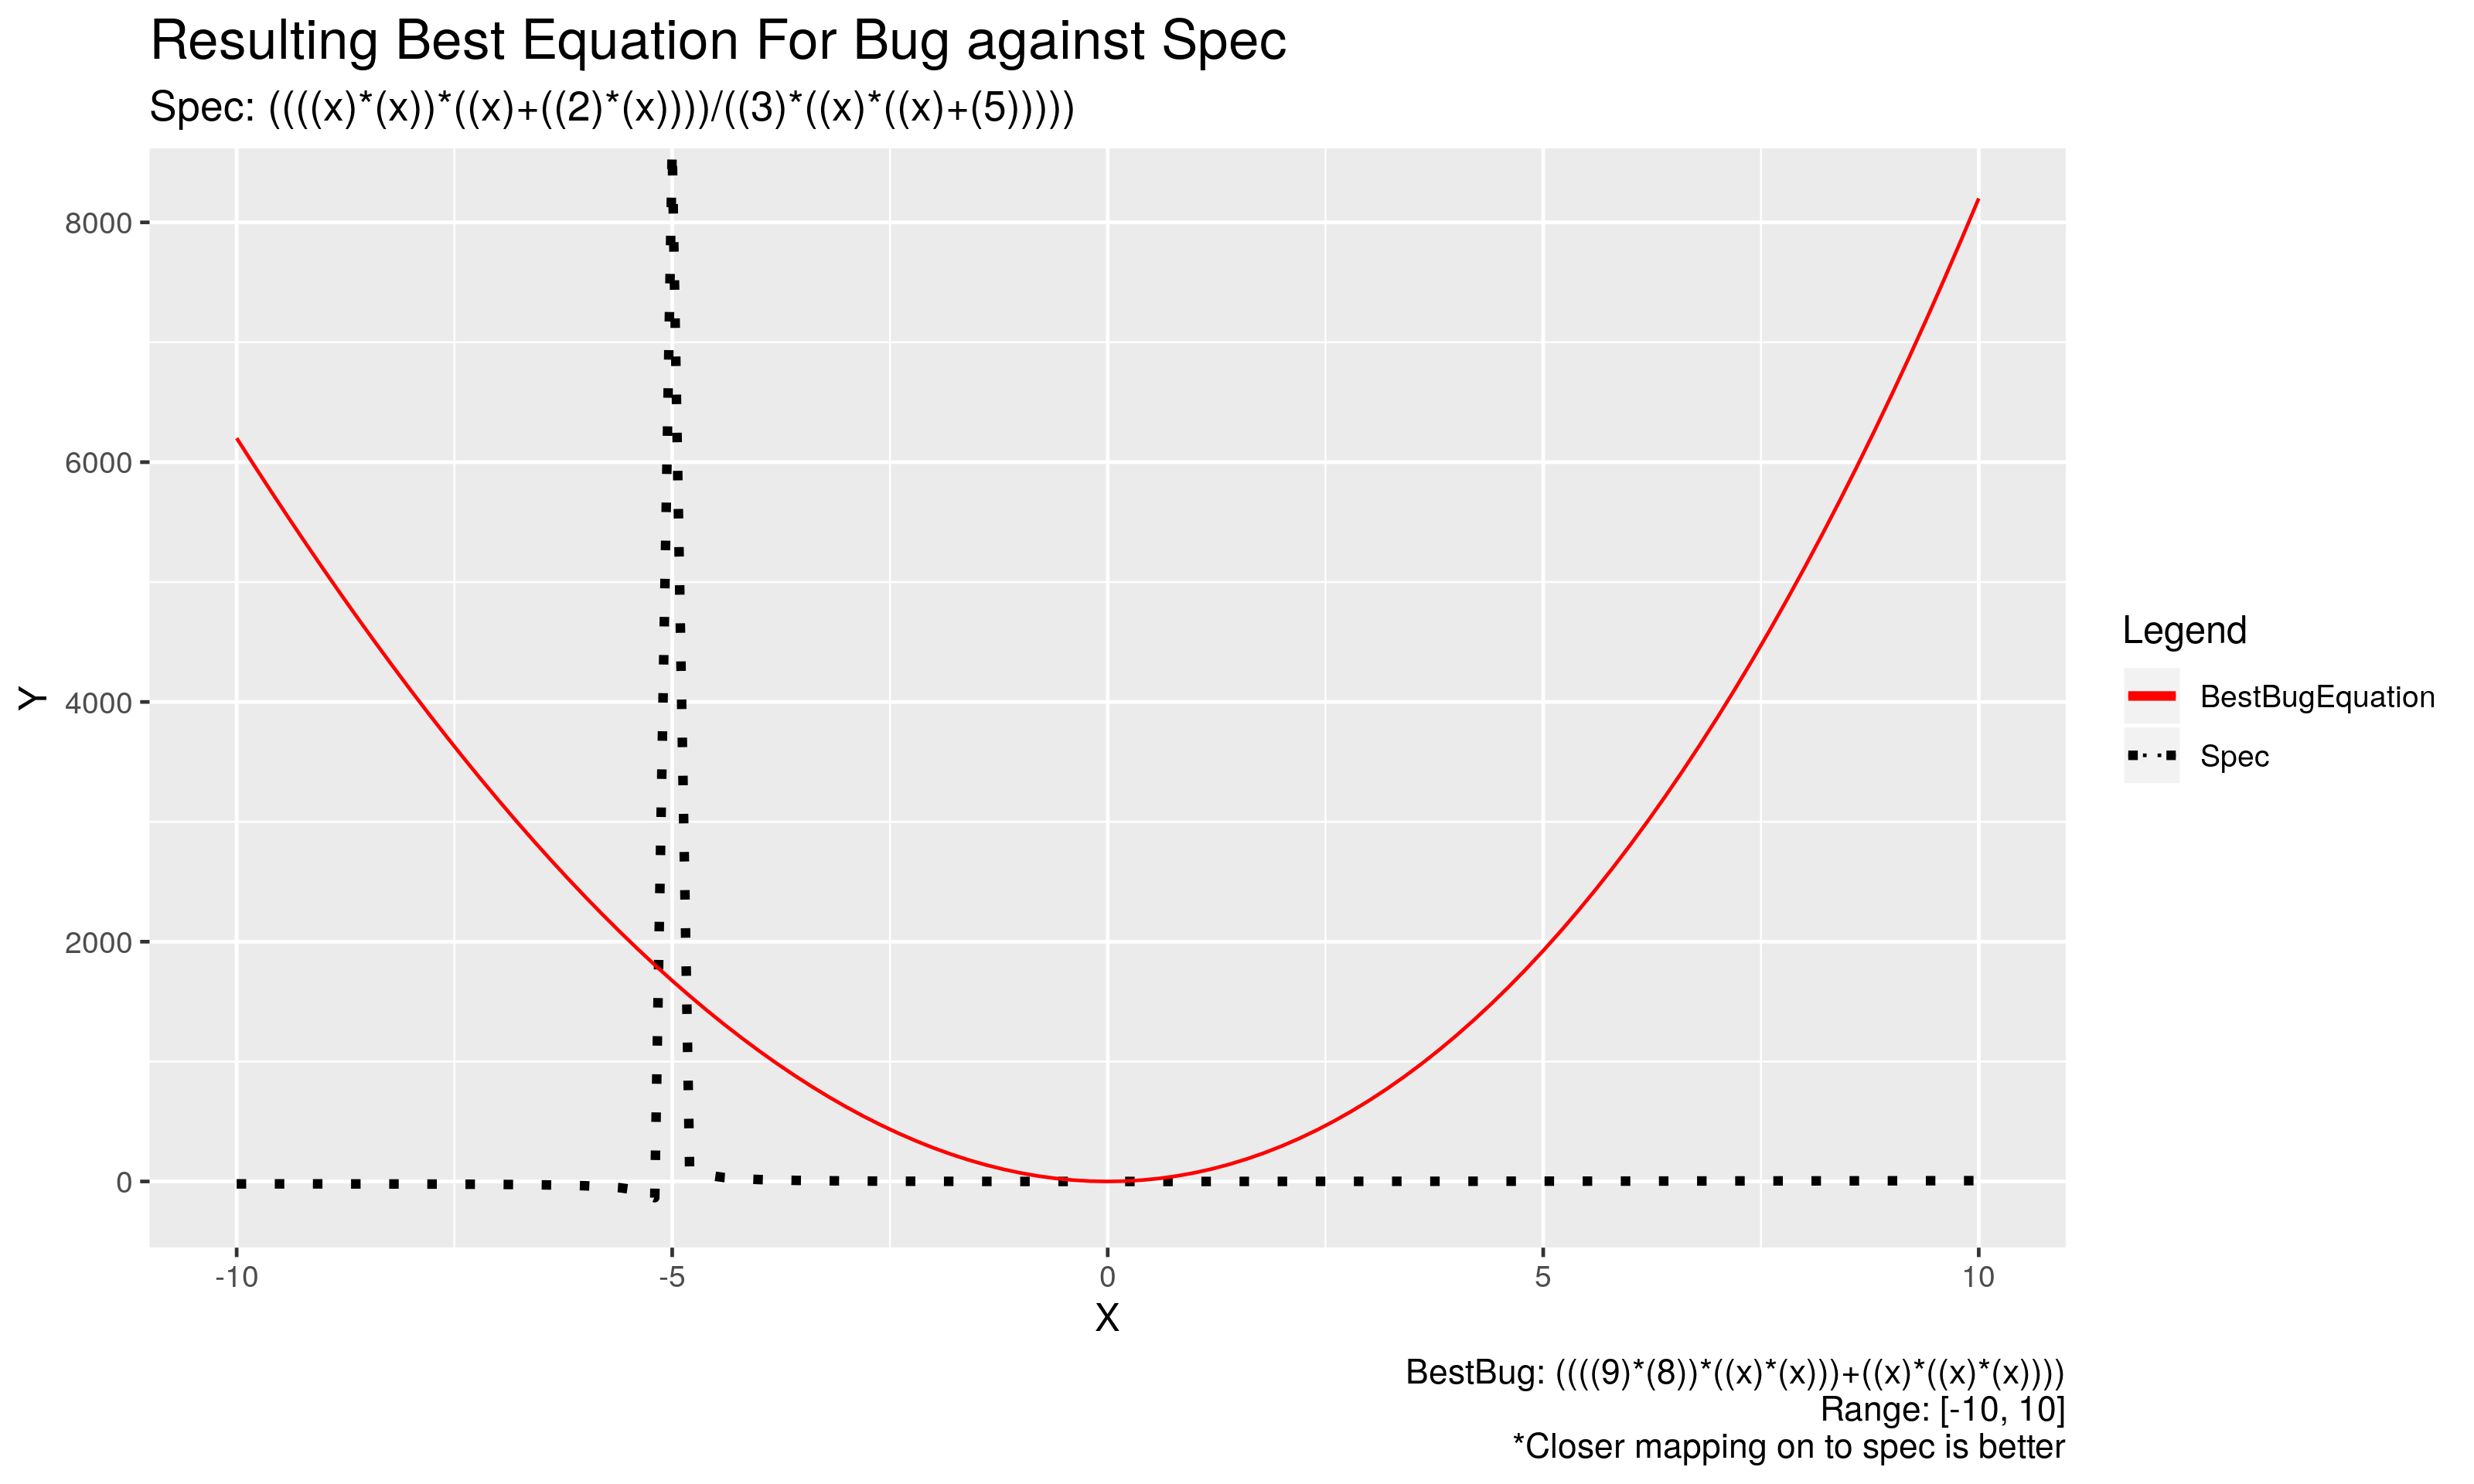 Resulting Best Equation For Bug against Spec
Spec: ((((x)*(x))*((x)+((2)*(x))))/((3)*((x)*((x)+(5)))))
8000
6000
4000
2000
0
Y
-10
-5
0
5
10
X
Legend
BestBugEquation
Spec
BestBug: ((((9)*(8))*((x)*(x)))+((x)*((x)*(x))))
Range: [-10, 10]
*Closer mapping on to spec is better